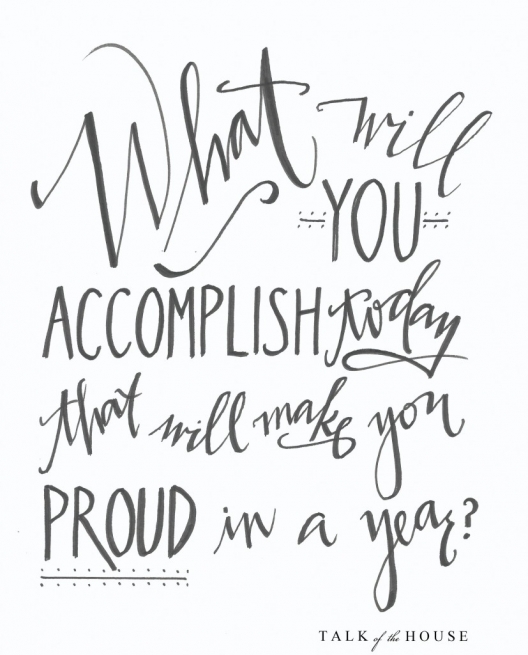 What will
YOU
ACCOMPLISH today
that will make you
PROUD in a year?
TALK of the HOUSE